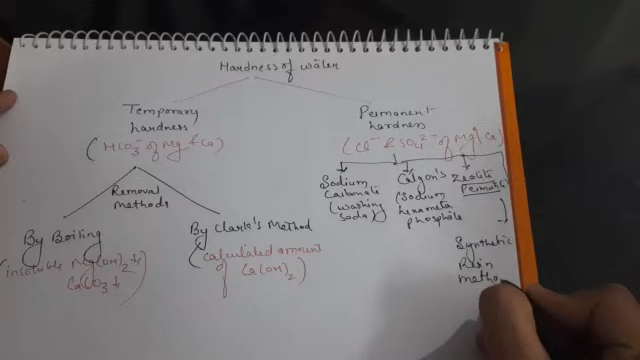 Hardness of water
Temporary
hardness
(HCO3⁻ of Mg & Ca)
Permanent
hardness
(Cl⁻ & SO4²⁻ of Mg & Ca)
Removal
Methods
By Boiling
(insoluble Mg(OH)2↓
CaCO3↓)
By Clark's Method
(calculated amount
of Ca(OH)2)
Sodium
Carbonate
(washing
soda)
Calgon's
(Sodium
hexameta
phosphate
Zeolite
Permutit
Synthetic
Resin
metho